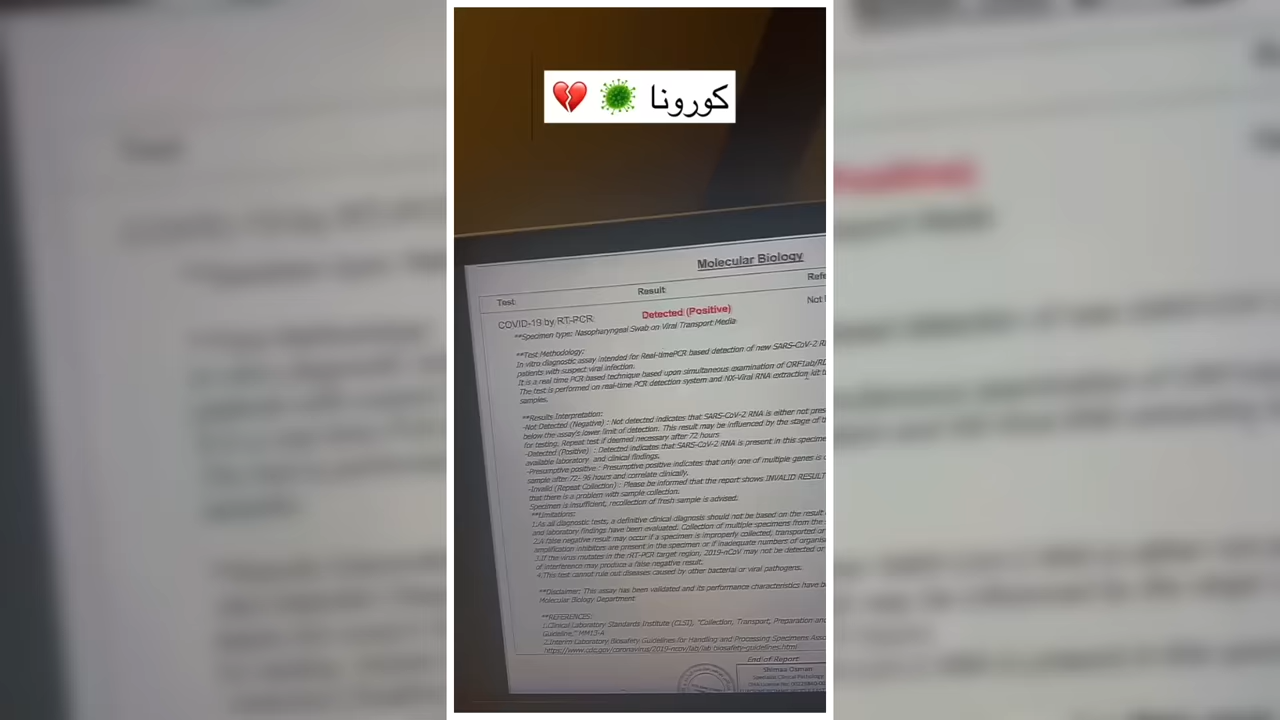 كورونا
Molecular Biology
Test Result Refe
COVID-19 by RT-PCR Detected (Positive) Not
**Specimen type: Nasopharyngeal Swab on Viral Transport Media
**Test Methodology:
In vitro diagnostic assay intended for Real-timePCR based detection of new SARS-CoV-2
patients with suspect viral infection.
It is a real time PCR based technique based upon simultaneous examination of ORF1ab/RD
The test is performed on real-time PCR detection system and NX-Viral RNA extraction kit
samples.
**Results Interpretation:
-Not Detected (Negative) : Not detected indicates that SARS-CoV-2 RNA is either not pres
below the assay's lower limit of detection. This result may be influenced by the stage of
for testing. Repeat test if deemed necessary after 72 hours
-Detected (Positive) : Detected indicates that SARS-CoV-2 RNA is present in this specime
available laboratory and clinical findings.
-Presumptive positive : Presumptive positive indicates that only one of multiple genes is
sample after 72- 96 hours and correlate clinically.
-Invalid (Repeat Collection) : Please be informed that the report shows INVALID RESULT
that there is a problem with sample collection.
Specimen is insufficient, recollection of fresh sample is advised.
**Limitations:
1.As all diagnostic tests, a definitive clinical diagnosis should not be based on the result
and laboratory findings have been evaluated. Collection of multiple specimens from the
2.A false negative result may occur if a specimen is improperly collected, transported or
amplification inhibitors are present in the specimen or if inadequate numbers of organis
3.If the virus mutates in the rRT-PCR target region, 2019-nCoV may not be detected or
of interference may produce a false negative result.
4.This test cannot rule out diseases caused by other bacterial or viral pathogens.
**Disclaimer: This assay has been validated and its performance characteristics have
Molecular Biology Department
**REFERENCES:
1.Clinical Laboratory Standards Institute (CLSI), "Collection, Transport, Preparation and
Guideline," MM13-A
2.Interim Laboratory Biosafety Guidelines for Handling and Processing Specimens Asso
https://www.cdc.gov/coronavirus/2019-ncov/lab/lab-biosafety-guidelines.html
End of Report
Shimaa Osman